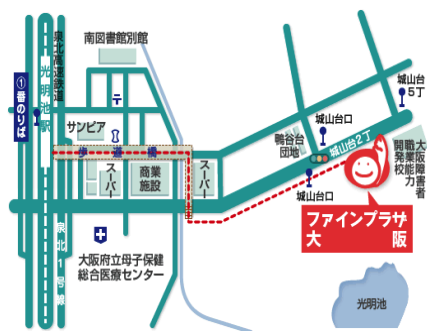 南図書館別館
泉北高速鉄道
光明池駅
①番のりば
サンピア
歩道橋
スーパー
商業
施設
スーパー
泉北1号線
大阪府立母子保健
総合医療センター
鴨谷台
団地
城山台口
城山台2丁
城山台
5丁
城山台口
大阪障害者
職業能力
開発校
ファインプラザ
大阪
光明池